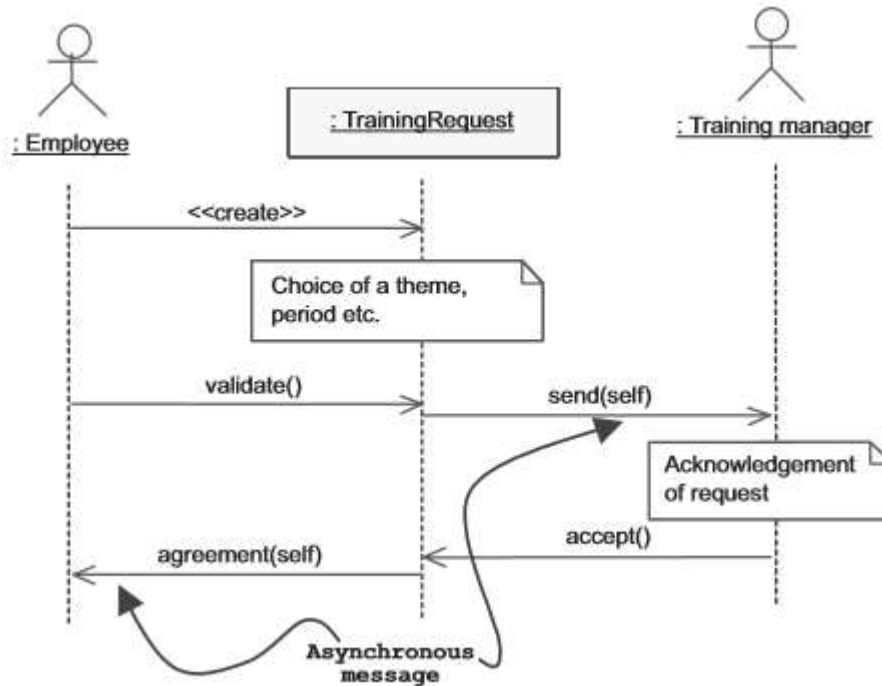 : Employee
: TrainingRequest
: Training manager
<<create>>
Choice of a theme,
period etc.
validate()
send(self)
Acknowledgement
of request
accept()
agreement(self)
Asynchronous
message